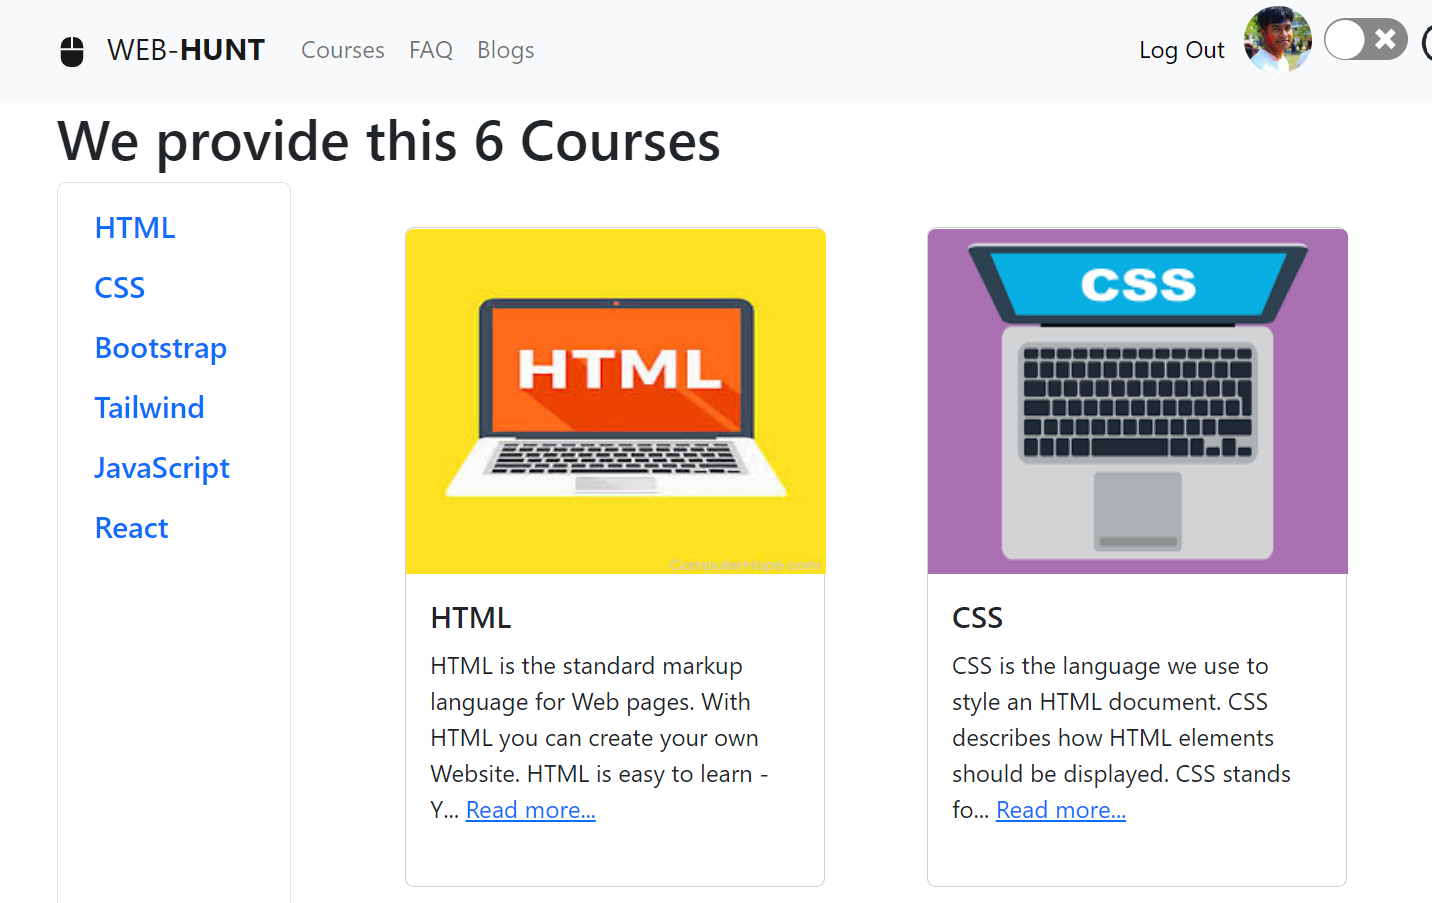 WEB-HUNT Courses FAQ Blogs Log Out
We provide this 6 Courses
HTML
CSS
Bootstrap
Tailwind
JavaScript
React
HTML
ComputerHope.com
HTML
HTML is the standard markup
language for Web pages. With
HTML you can create your own
Website. HTML is easy to learn -
Y... Read more...
CSS
CSS
CSS is the language we use to
style an HTML document. CSS
describes how HTML elements
should be displayed. CSS stands
fo... Read more...